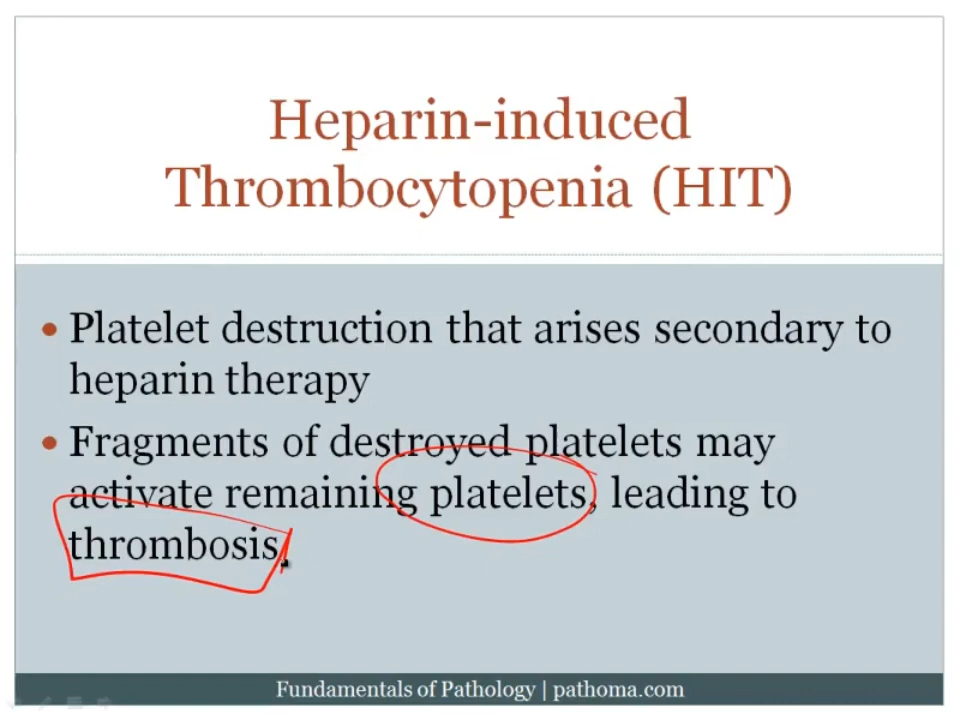 Heparin-induced
Thrombocytopenia (HIT)
• Platelet destruction that arises secondary to
heparin therapy
• Fragments of destroyed platelets may
activate remaining platelets, leading to
thrombosis.
Fundamentals of Pathology | pathoma.com